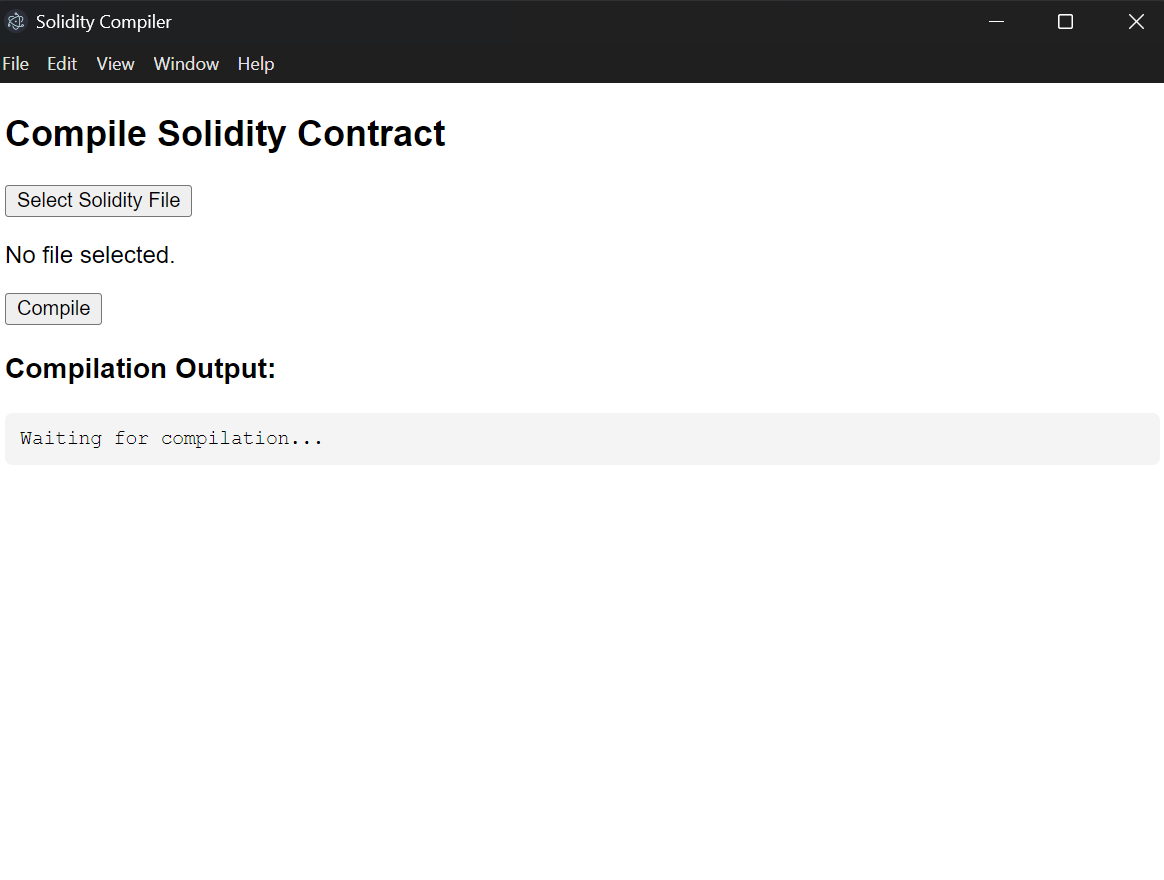 Solidity Compiler
File Edit View Window Help
Compile Solidity Contract
Select Solidity File
No file selected.
Compile
Compilation Output:
Waiting for compilation...